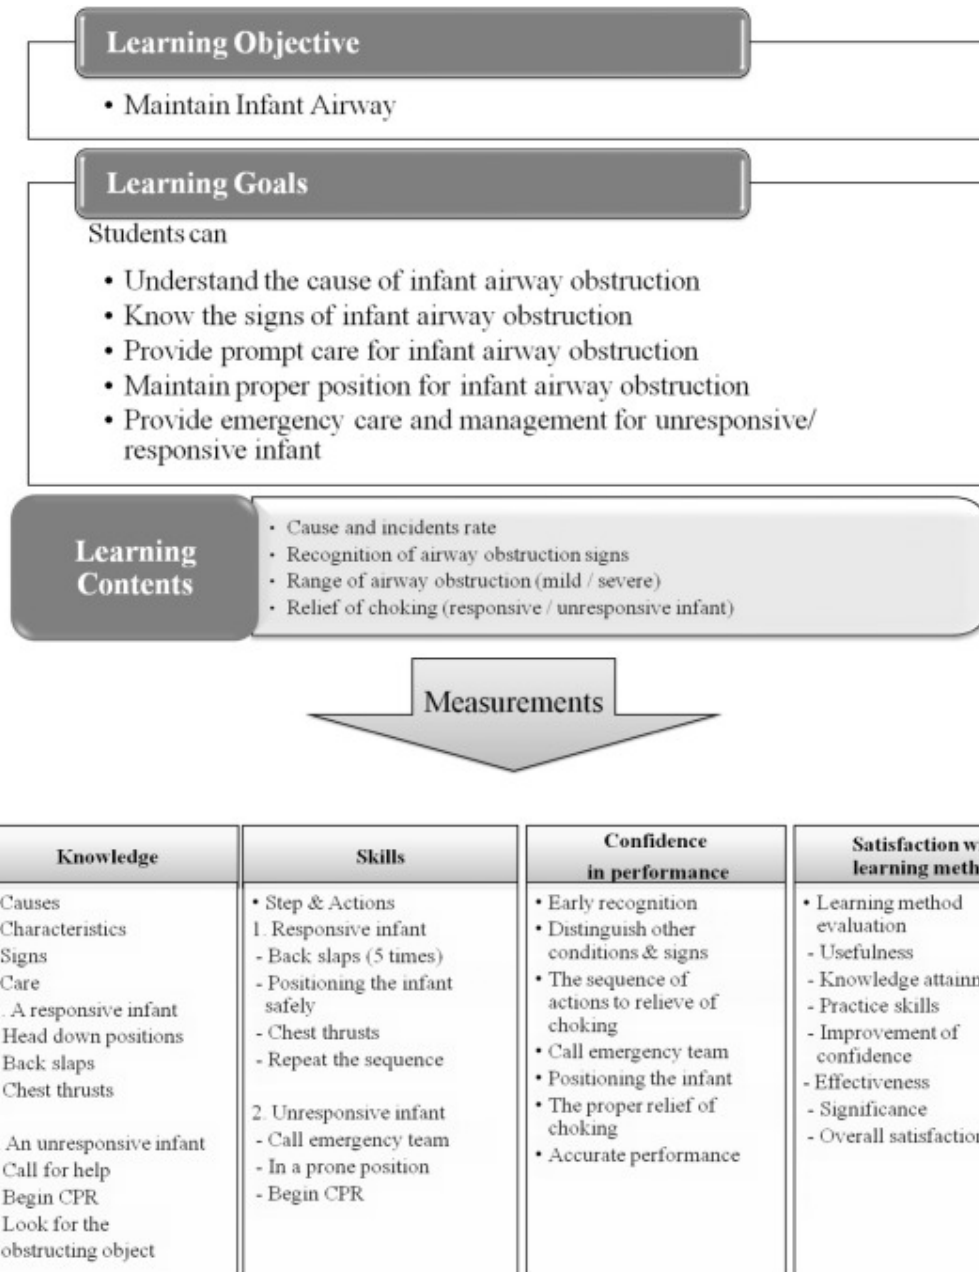 Learning Objective
• Maintain Infant Airway
Learning Goals
Students can
• Understand the cause of infant airway obstruction
• Know the signs of infant airway obstruction
• Provide prompt care for infant airway obstruction
• Maintain proper position for infant airway obstruction
• Provide emergency care and management for unresponsive/
responsive infant
Learning
Contents
• Cause and incidents rate
• Recognition of airway obstruction signs
• Range of airway obstruction (mild / severe)
• Relief of choking (responsive / unresponsive infant)
Measurements
Knowledge
Causes
Characteristics
Signs
Care
. A responsive infant
Head down positions
Back slaps
Chest thrusts
An unresponsive infant
Call for help
Begin CPR
Look for the
obstructing object
Skills
• Step & Actions
1. Responsive infant
- Back slaps (5 times)
- Positioning the infant
safely
- Chest thrusts
- Repeat the sequence
2. Unresponsive infant
- Call emergency team
- In a prone position
- Begin CPR
Confidence
in performance
• Early recognition
• Distinguish other
conditions & signs
• The sequence of
actions to relieve of
choking
• Call emergency team
• Positioning the infant
• The proper relief of
choking
• Accurate performance
Satisfaction
learning
• Learning method
evaluation
- Usefulness
- Knowledge
- Practice skills
- Improvement of
confidence
- Effectiveness
- Significance
- Overall satisfaction